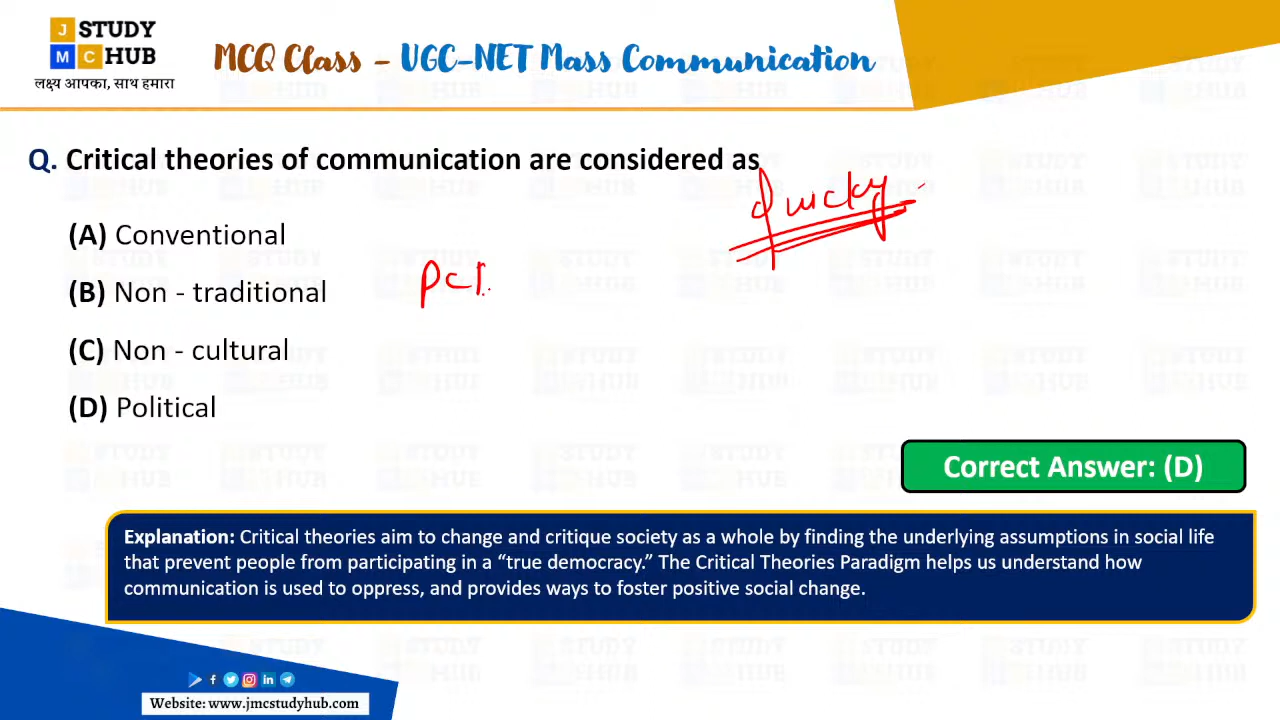 J STUDY
M C HUB
लक्ष्य आपका, साथ हमारा
MCQ Class - UGC-NET Mass Communication
Q. Critical theories of communication are considered as
quicky
(A) Conventional
PCI
(B) Non - traditional
(C) Non - cultural
(D) Political
Correct Answer: (D)
Explanation: Critical theories aim to change and critique society as a whole by finding the underlying assumptions in social life
that prevent people from participating in a “true democracy.” The Critical Theories Paradigm helps us understand how
communication is used to oppress, and provides ways to foster positive social change.
Website: www.jmcstudyhub.com